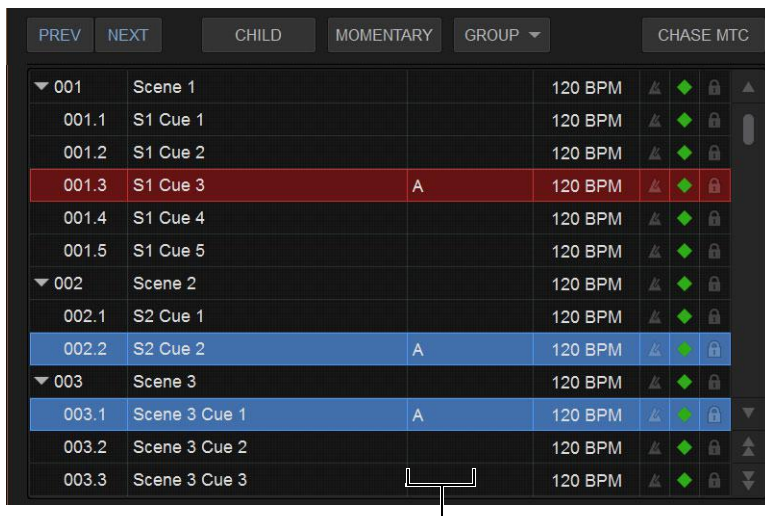 PREV NEXT CHILD MOMENTARY GROUP CHASE MTC
001 Scene 1 120 BPM
001.1 S1 Cue 1 120 BPM
001.2 S1 Cue 2 120 BPM
001.3 S1 Cue 3 A 120 BPM
001.4 S1 Cue 4 120 BPM
001.5 S1 Cue 5 120 BPM
002 Scene 2 120 BPM
002.1 S2 Cue 1 120 BPM
002.2 S2 Cue 2 A 120 BPM
003 Scene 3 120 BPM
003.1 Scene 3 Cue 1 A 120 BPM
003.2 Scene 3 Cue 2 120 BPM
003.3 Scene 3 Cue 3 120 BPM